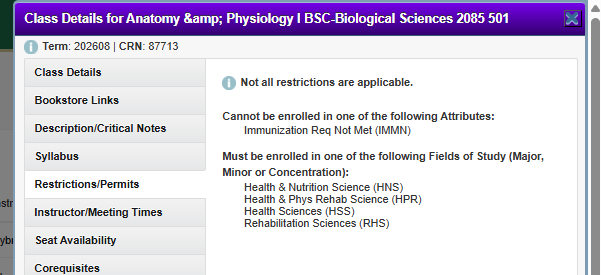 Class Details for Anatomy &amp; Physiology I BSC-Biological Sciences 2085 501
Term: 202608 | CRN: 87713
Class Details
Bookstore Links
Description/Critical Notes
Syllabus
Restrictions/Permits
Instructor/Meeting Times
Seat Availability
Corequisites
Not all restrictions are applicable.
Cannot be enrolled in one of the following Attributes:
Immunization Req Not Met (IMMN)
Must be enrolled in one of the following Fields of Study (Major,
Minor or Concentration):
Health & Nutrition Science (HNS)
Health & Phys Rehab Science (HPR)
Health Sciences (HSS)
Rehabilitation Sciences (RHS)